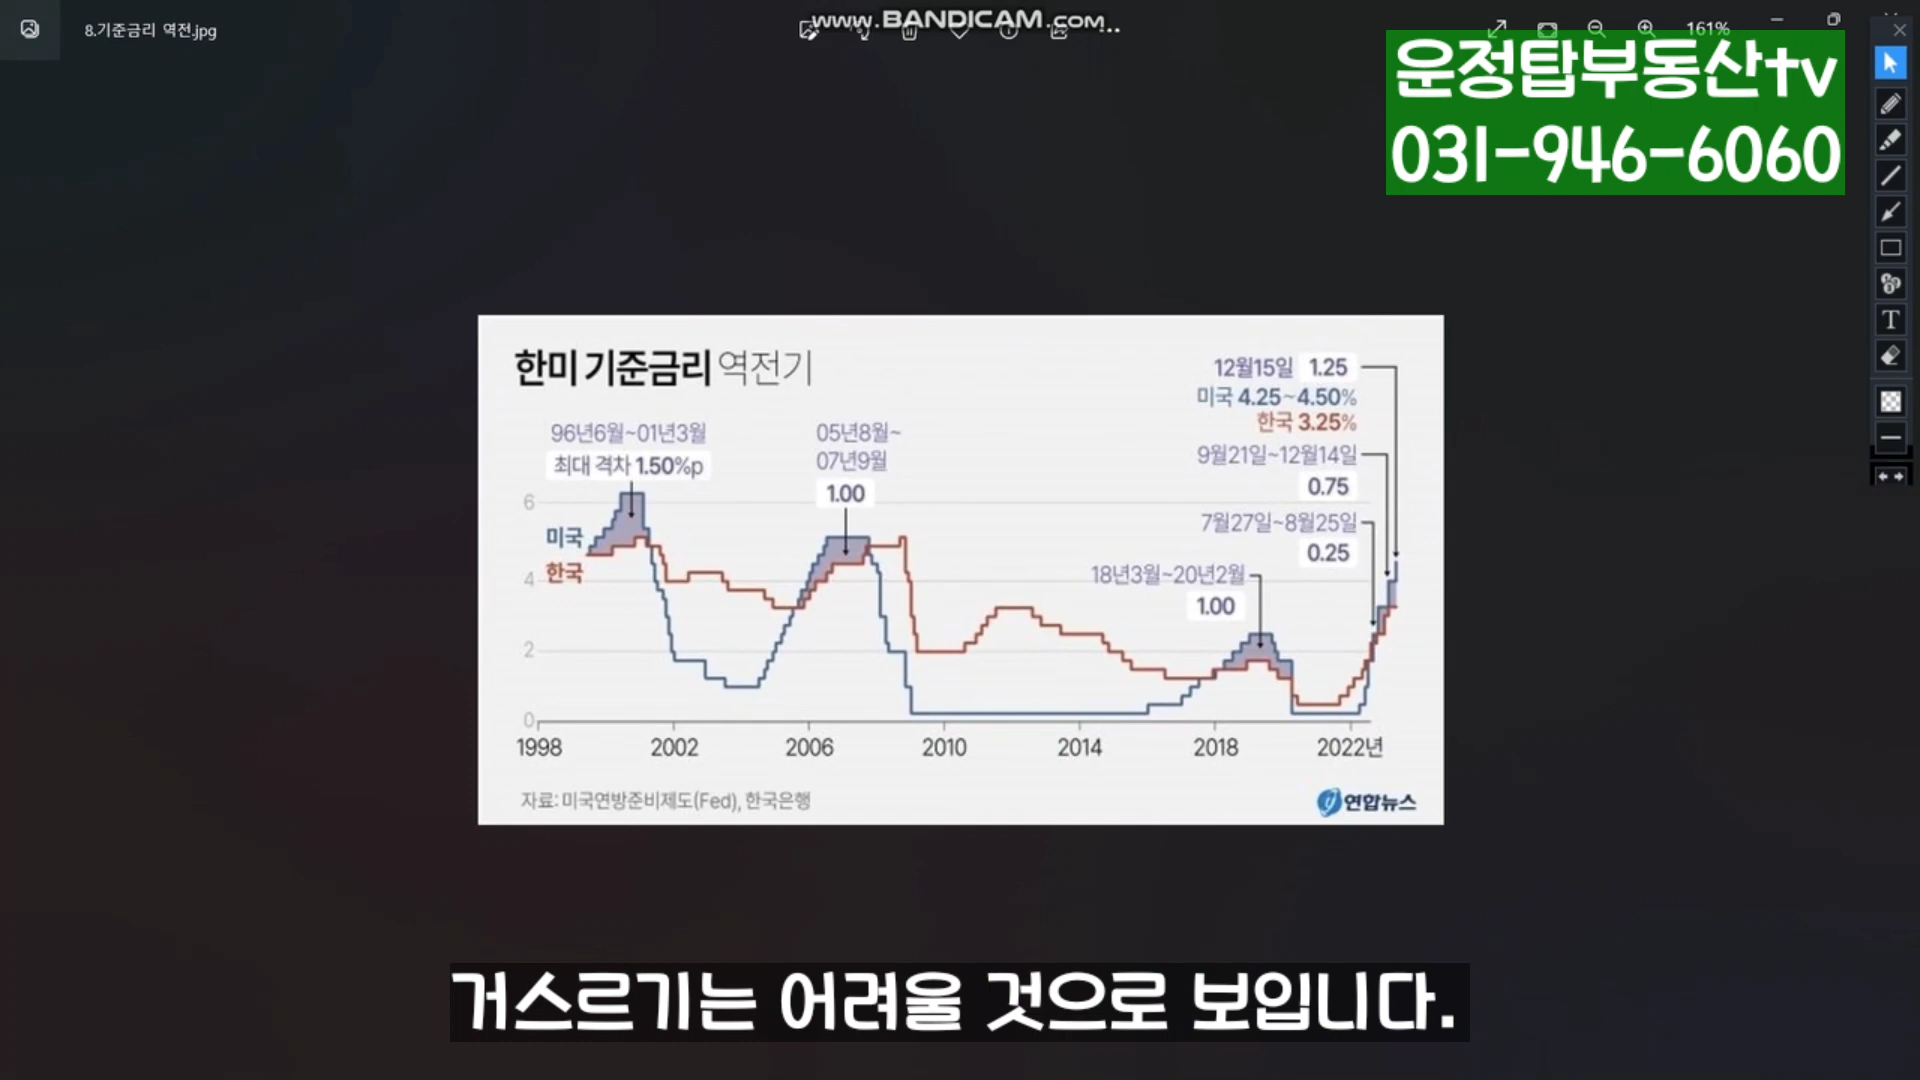 8.기준금리 역전.jpg
www.BANDICAM.com
161%
운정탑부동산tv
031-946-6060
한미 기준금리 역전기
12월15일 1.25
미국 4.25~4.50%
한국 3.25%
96년6월~01년3월
최대 격차 1.50%p
05년8월~
07년9월
1.00
9월21일~12월14일
0.75
7월27일~8월25일
0.25
18년3월~20년2월
1.00
6
미국
한국
4
2
0
1998 2002 2006 2010 2014 2018 2022년
자료: 미국연방준비제도(Fed), 한국은행
연합뉴스
거스르기는 어려울 것으로 보입니다.